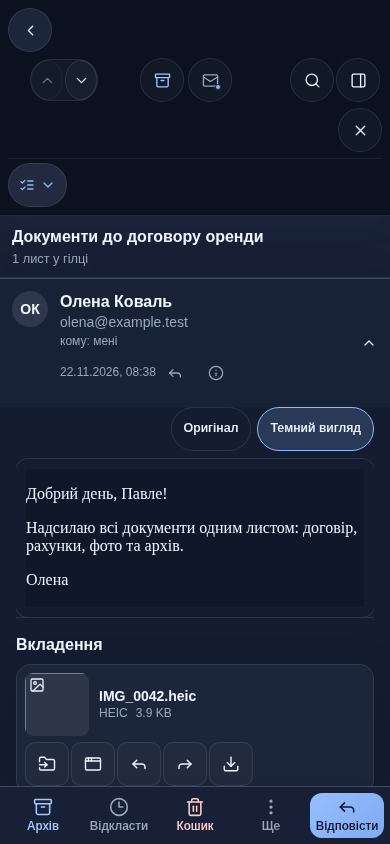 Документи до договору оренди
1 лист у гілці
ОК
Олена Коваль
olena@example.test
кому: мені
22.11.2026, 08:38
Оригінал
Темний вигляд
Добрий день, Павле!
Надсилаю всі документи одним листом: договір,
рахунки, фото та архів.
Олена
Вкладення
IMG_0042.heic
HEIC 3.9 KB
Архів
Відкласти
Кошик
Ще
Відповісти